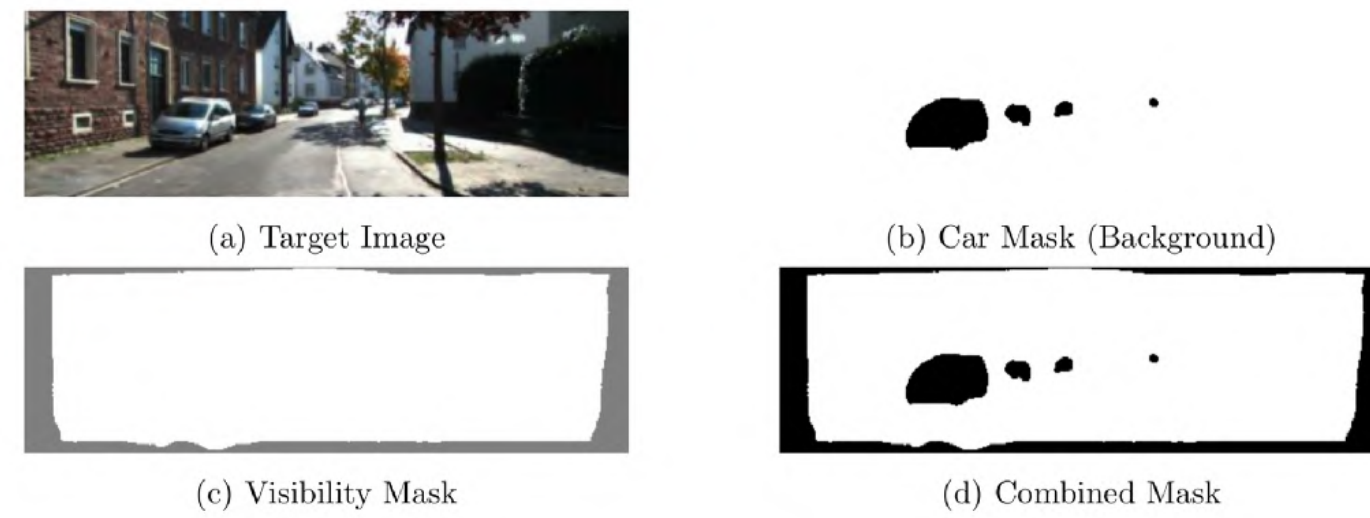 (a) Target Image
(b) Car Mask (Background)
(c) Visibility Mask
(d) Combined Mask